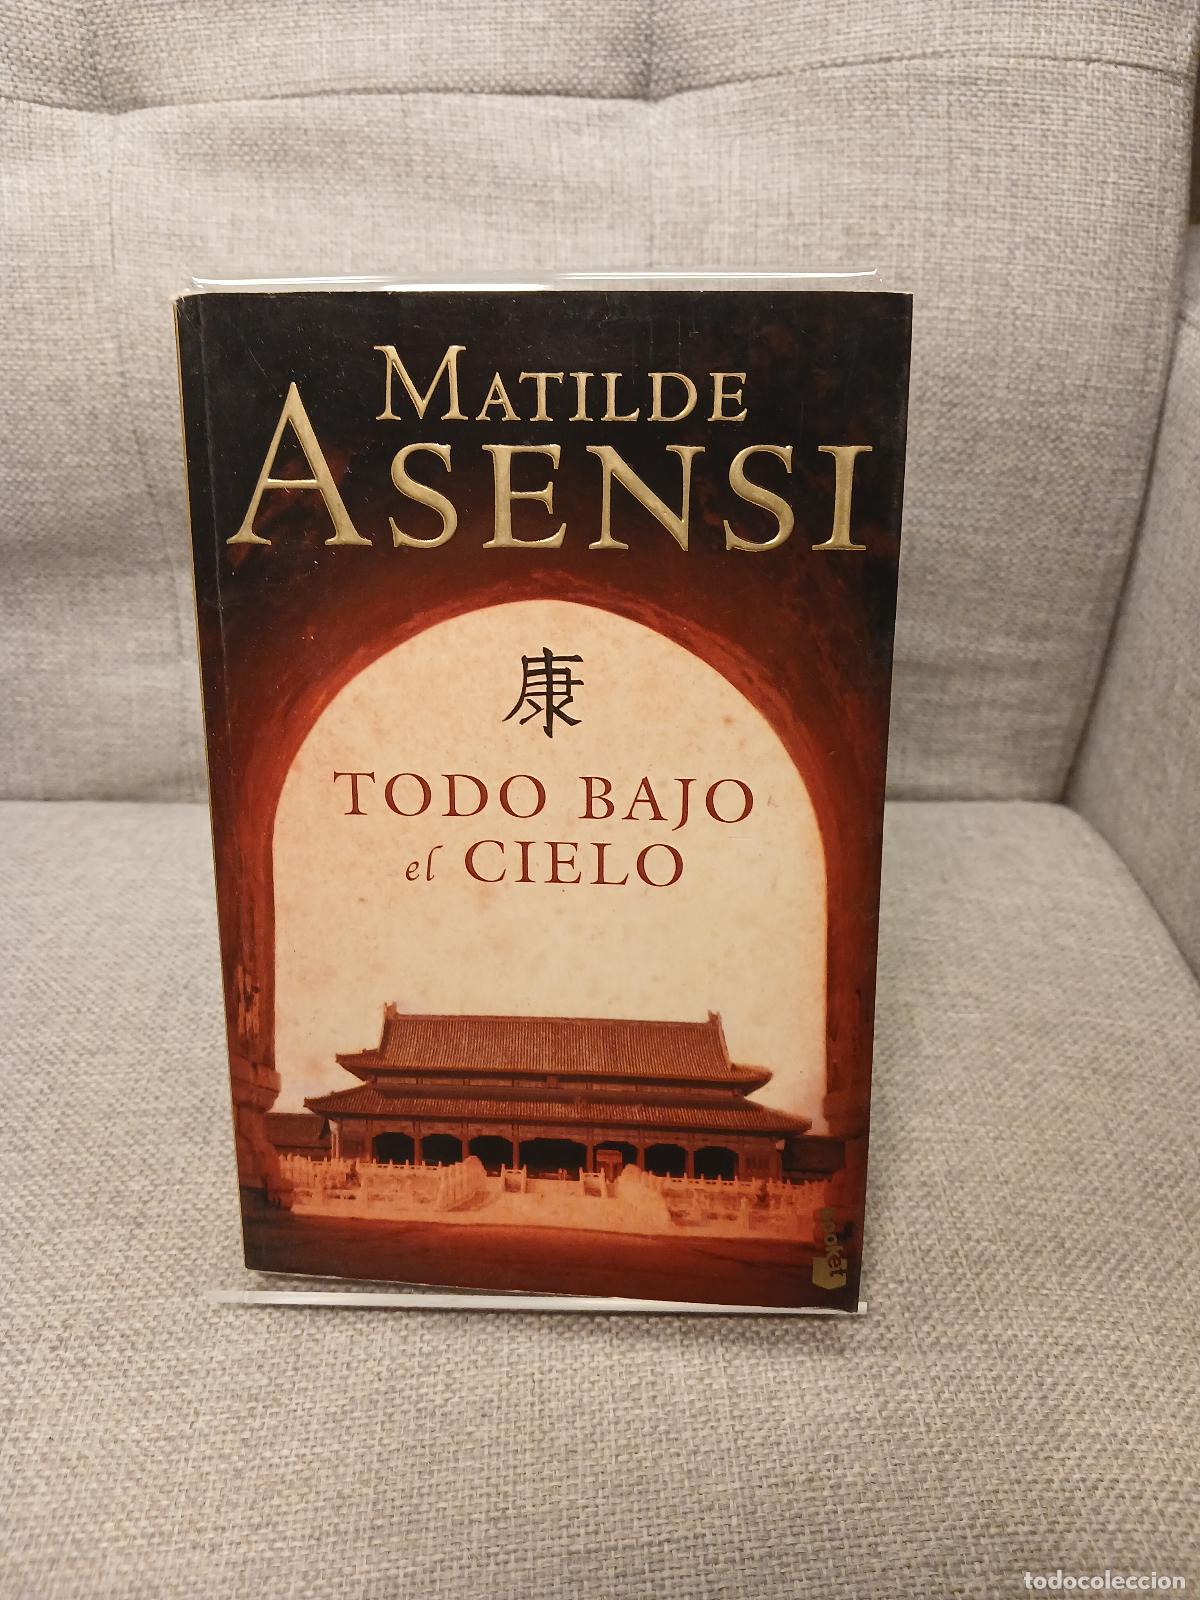 MATILDE
ASENSI
康
TODO BAJO
el CIELO
booket
todocoleccion